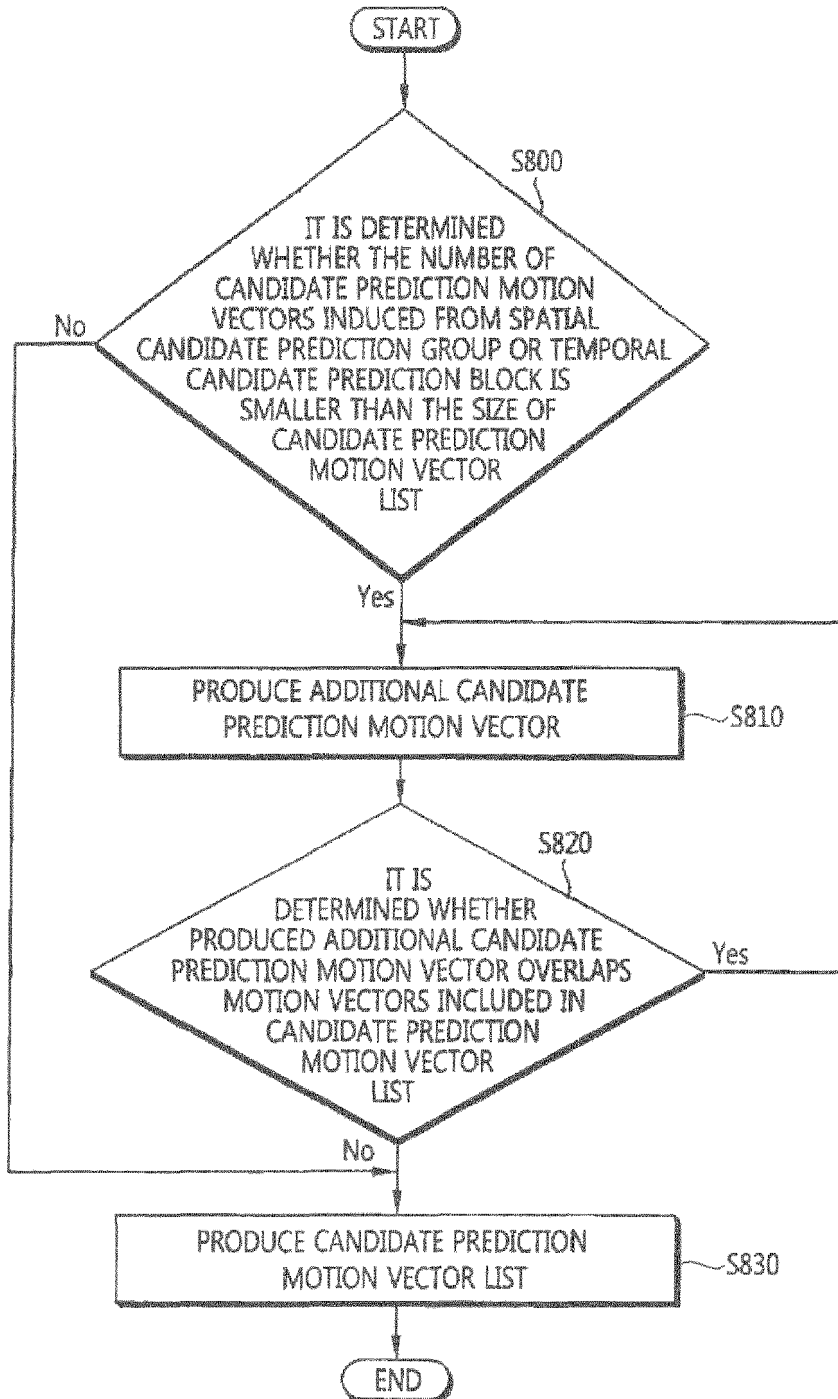 START
S800
IT IS DETERMINED
WHETHER THE NUMBER OF
CANDIDATE PREDICTION MOTION
VECTORS INDUCED FROM SPATIAL
CANDIDATE PREDICTION GROUP OR TEMPORAL
CANDIDATE PREDICTION BLOCK IS
SMALLER THAN THE SIZE OF
CANDIDATE PREDICTION
MOTION VECTOR
LIST
No
Yes
PRODUCE ADDITIONAL CANDIDATE
PREDICTION MOTION VECTOR
S810
S820
IT IS
DETERMINED WHETHER
PRODUCED ADDITIONAL CANDIDATE
PREDICTION MOTION VECTOR OVERLAPS
MOTION VECTORS INCLUDED IN
CANDIDATE PREDICTION
MOTION VECTOR
LIST
Yes
No
PRODUCE CANDIDATE PREDICTION
MOTION VECTOR LIST
S830
END